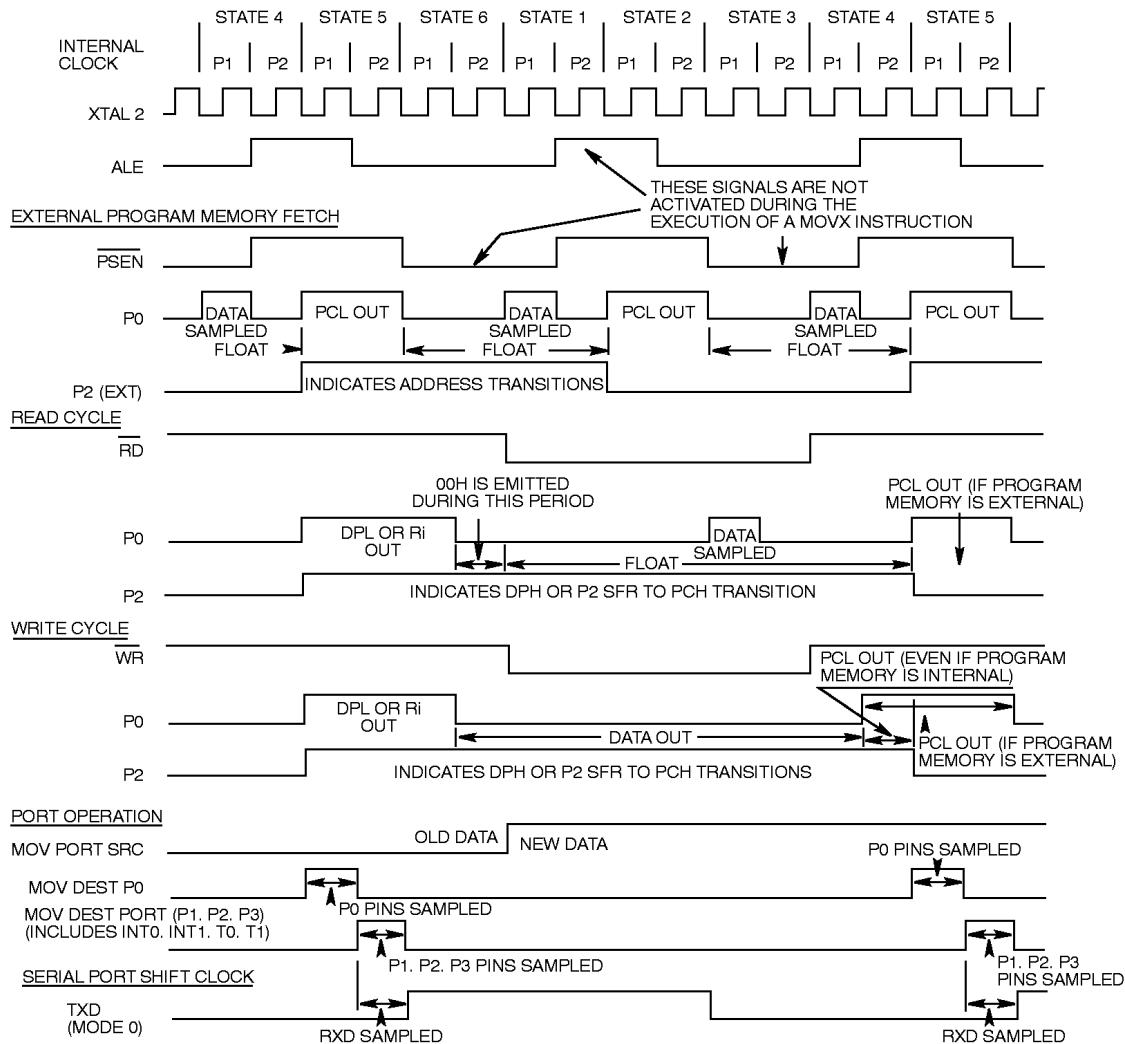 STATE 4 STATE 5 STATE 6 STATE 1 STATE 2 STATE 3 STATE 4 STATE 5
INTERNAL
CLOCK
P1 P2 P1 P2 P1 P2 P1 P2 P1 P2 P1 P2 P1 P2 P1 P2
XTAL 2
ALE
THESE SIGNALS ARE NOT
ACTIVATED DURING THE
EXECUTION OF A MOVX INSTRUCTION
EXTERNAL PROGRAM MEMORY FETCH
PSEN
P0
DATA PCL OUT DATA PCL OUT DATA PCL OUT
SAMPLED SAMPLED SAMPLED
FLOAT FLOAT FLOAT
P2 (EXT)
INDICATES ADDRESS TRANSITIONS
READ CYCLE
RD
00H IS EMITTED
DURING THIS PERIOD
PCL OUT (IF PROGRAM
MEMORY IS EXTERNAL)
P0
DPL OR Ri
OUT
DATA
SAMPLED
FLOAT
P2
INDICATES DPH OR P2 SFR TO PCH TRANSITION
WRITE CYCLE
WR
PCL OUT (EVEN IF PROGRAM
MEMORY IS INTERNAL)
P0
DPL OR Ri
OUT
DATA OUT
PCL OUT (IF PROGRAM
MEMORY IS EXTERNAL)
P2
INDICATES DPH OR P2 SFR TO PCH TRANSITIONS
PORT OPERATION
MOV PORT SRC
OLD DATA NEW DATA
P0 PINS SAMPLED
MOV DEST P0
P0 PINS SAMPLED
MOV DEST PORT (P1. P2. P3)
(INCLUDES INT0. INT1. T0. T1)
P1. P2. P3 PINS SAMPLED
P1. P2. P3
PINS SAMPLED
SERIAL PORT SHIFT CLOCK
TXD
(MODE 0)
RXD SAMPLED RXD SAMPLED